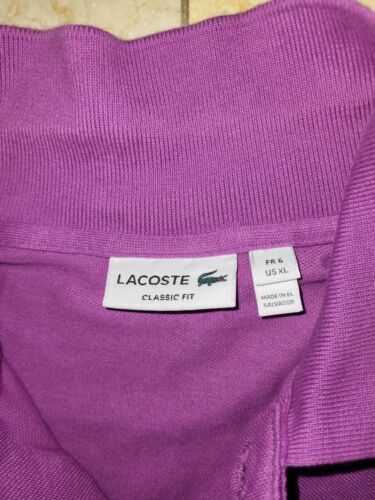 LACOSTE
CLASSIC FIT
FR 6
US XL
MADE IN EL
SALVADOR